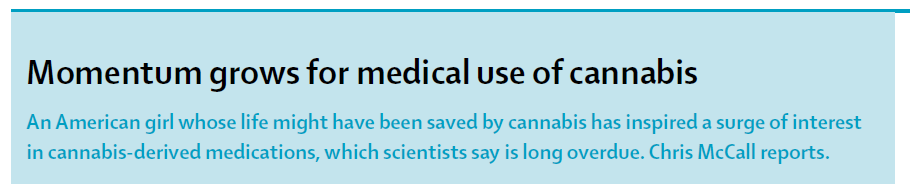 Momentum grows for medical use of cannabis
An American girl whose life might have been saved by cannabis has inspired a surge of interest
in cannabis-derived medications, which scientists say is long overdue. Chris McCall reports.